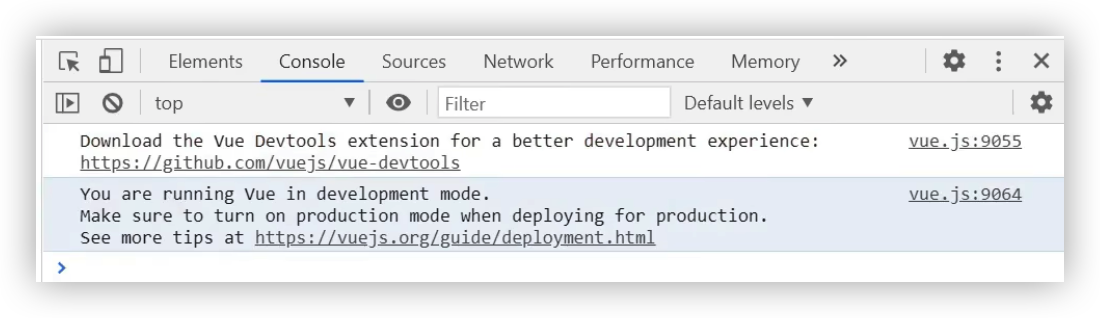 Elements Console Sources Network Performance Memory »
top ▼ Filter Default levels ▼
Download the Vue Devtools extension for a better development experience: vue.js:9055
https://github.com/vuejs/vue-devtools
You are running Vue in development mode. vue.js:9064
Make sure to turn on production mode when deploying for production.
See more tips at https://vuejs.org/guide/deployment.html
>